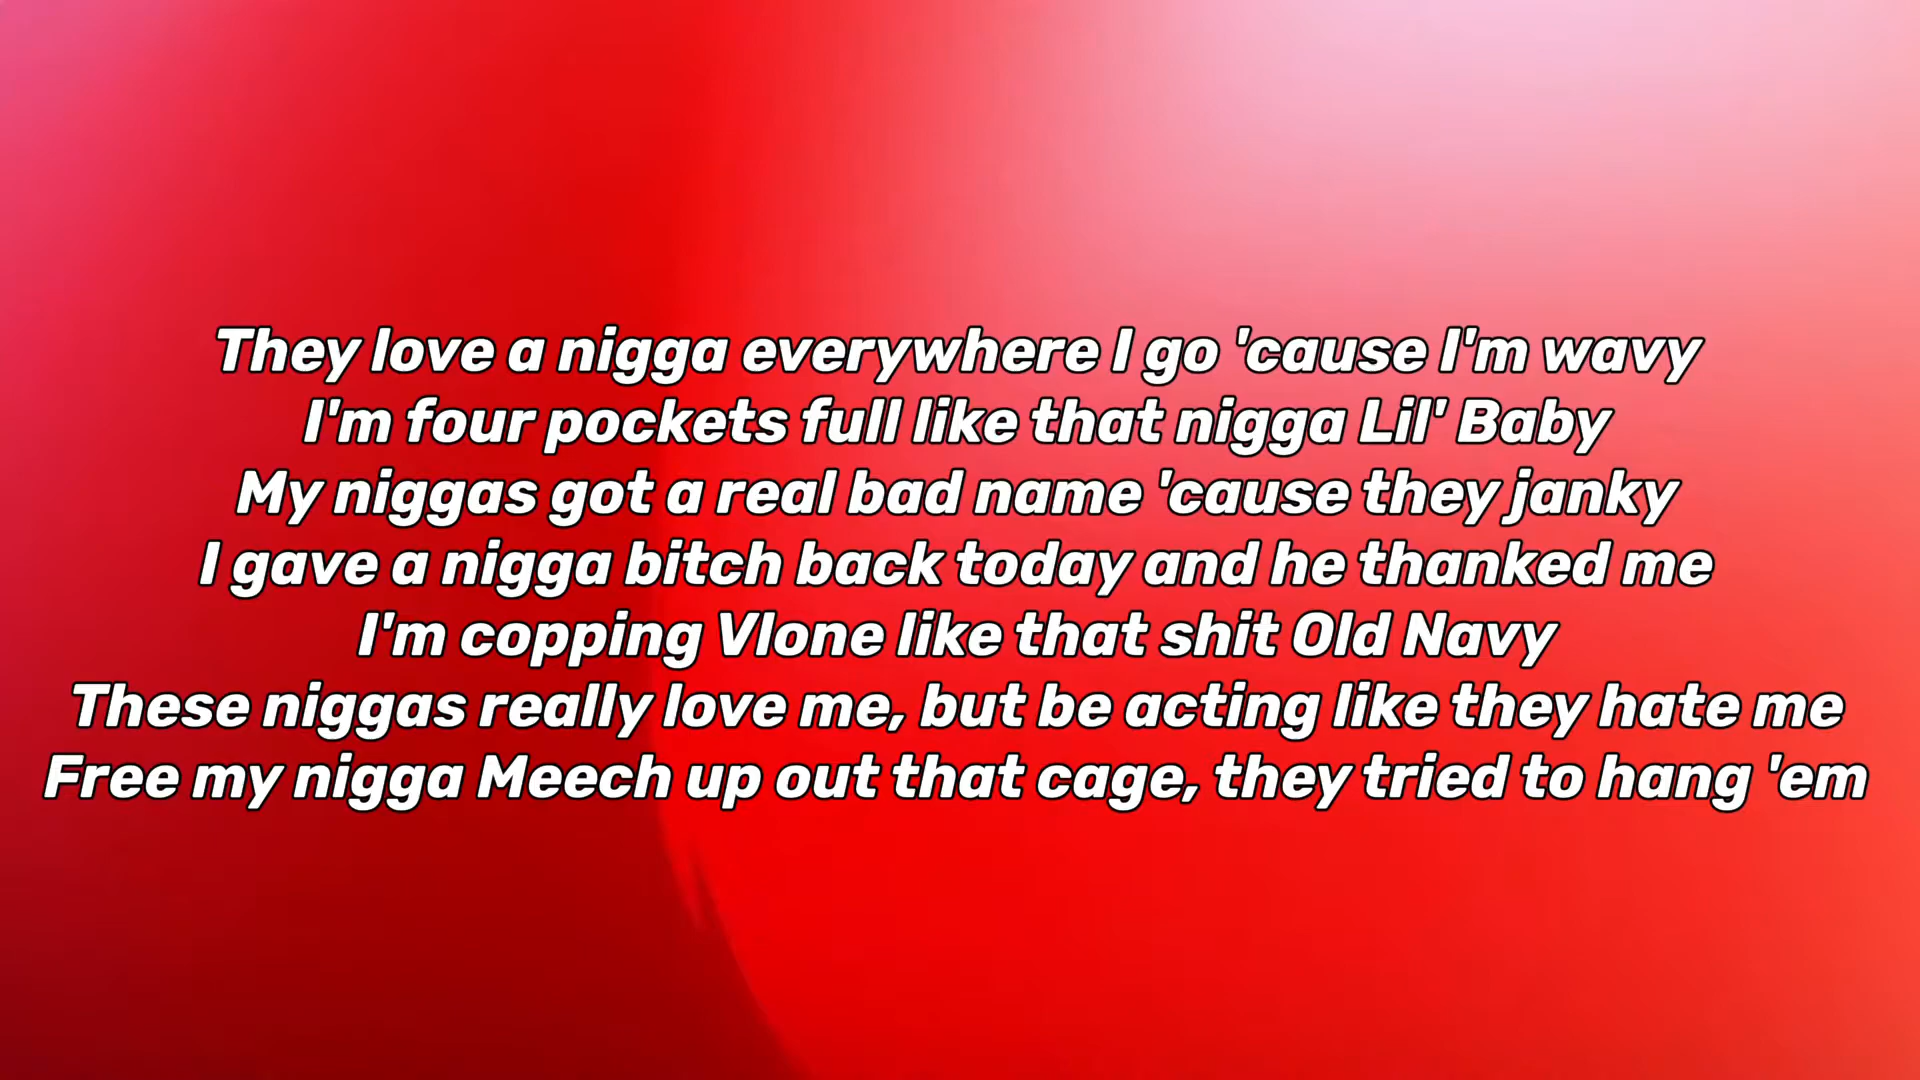 They love a nigga everywhere I go 'cause I'm wavy
I'm four pockets full like that nigga Lil' Baby
My niggas got a real bad name 'cause they janky
I gave a nigga bitch back today and he thanked me
I'm copping Vlone like that shit Old Navy
These niggas really love me, but be acting like they hate me
Free my nigga Meech up out that cage, they tried to hang 'em